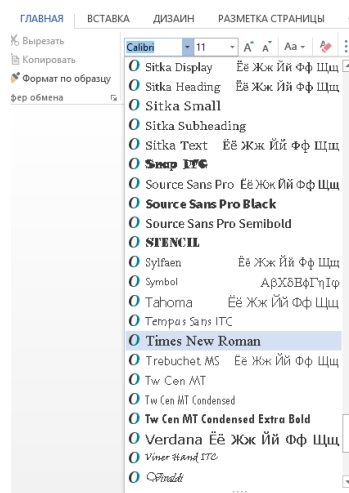 ГЛАВНАЯ ВСТАВКА ДИЗАЙН РАЗМЕТКА СТРАНИЦЫ
Вырезать
Копировать
Формат по образцу
фер обмена
Calibri 11 Aa
Sitka Display Ёё Жж Йй Фф Щщ
Sitka Heading Ёё Жж Йй Фф Щщ
Sitka Small
Sitka Subheading
Sitka Text Ёё Жж Йй Фф Щщ
Snap ITC
Source Sans Pro Ёё Жж Йй Фф Щщ
Source Sans Pro Black
Source Sans Pro Semibold
STENCIL
Sylfaen Ёё Жж Йй Фф Щщ
Symbol ΑβΧδΕφΓηΙφ
Tahoma Ёё Жж Йй Фф Щщ
Tempus Sans ITC
Times New Roman
Trebuchet MS Ёё Жж Йй Фф Щщ
Tw Cen MT
Tw Cen MT Condensed
Tw Cen MT Condensed Extra Bold
Verdana Ёё Жж Йй Фф Щщ
Viner Hand ITC
Vivaldi